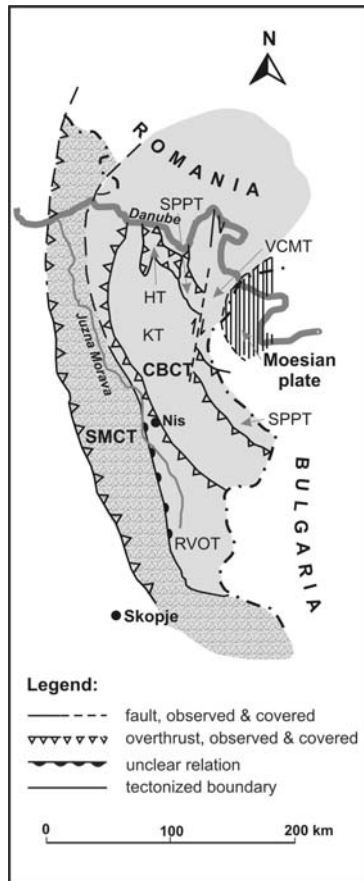 N
ROMANIA
SPPT
Danube
VCMT
HT
KT
Moesian
plate
Juzna Morava
CBCT
Nis
SPPT
SMCT
BULGARIA
RVOT
Skopje
Legend:
fault, observed & covered
overthrust, observed & covered
unclear relation
tectonized boundary
0 100 200 km